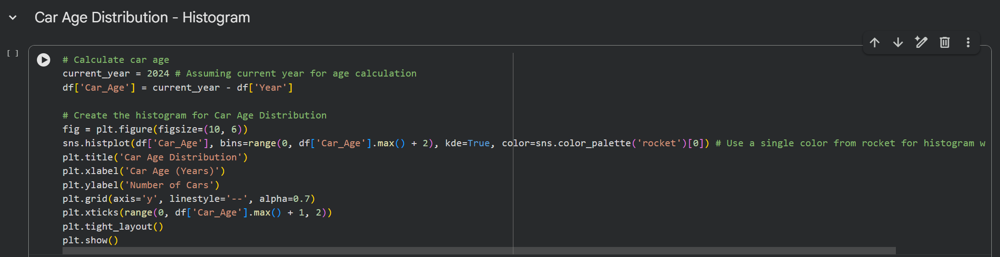 Car Age Distribution - Histogram
[ ]
# Calculate car age
current_year = 2024 # Assuming current year for age calculation
df['Car_Age'] = current_year - df['Year']
# Create the histogram for Car Age Distribution
fig = plt.figure(figsize=(10, 6))
sns.histplot(df['Car_Age'], bins=range(0, df['Car_Age'].max() + 2), kde=True, color=sns.color_palette('rocket')[0]) # Use a single color from rocket for histogram w
plt.title('Car Age Distribution')
plt.xlabel('Car Age (Years)')
plt.ylabel('Number of Cars')
plt.grid(axis='y', linestyle='--', alpha=0.7)
plt.xticks(range(0, df['Car_Age'].max() + 1, 2))
plt.tight_layout()
plt.show()